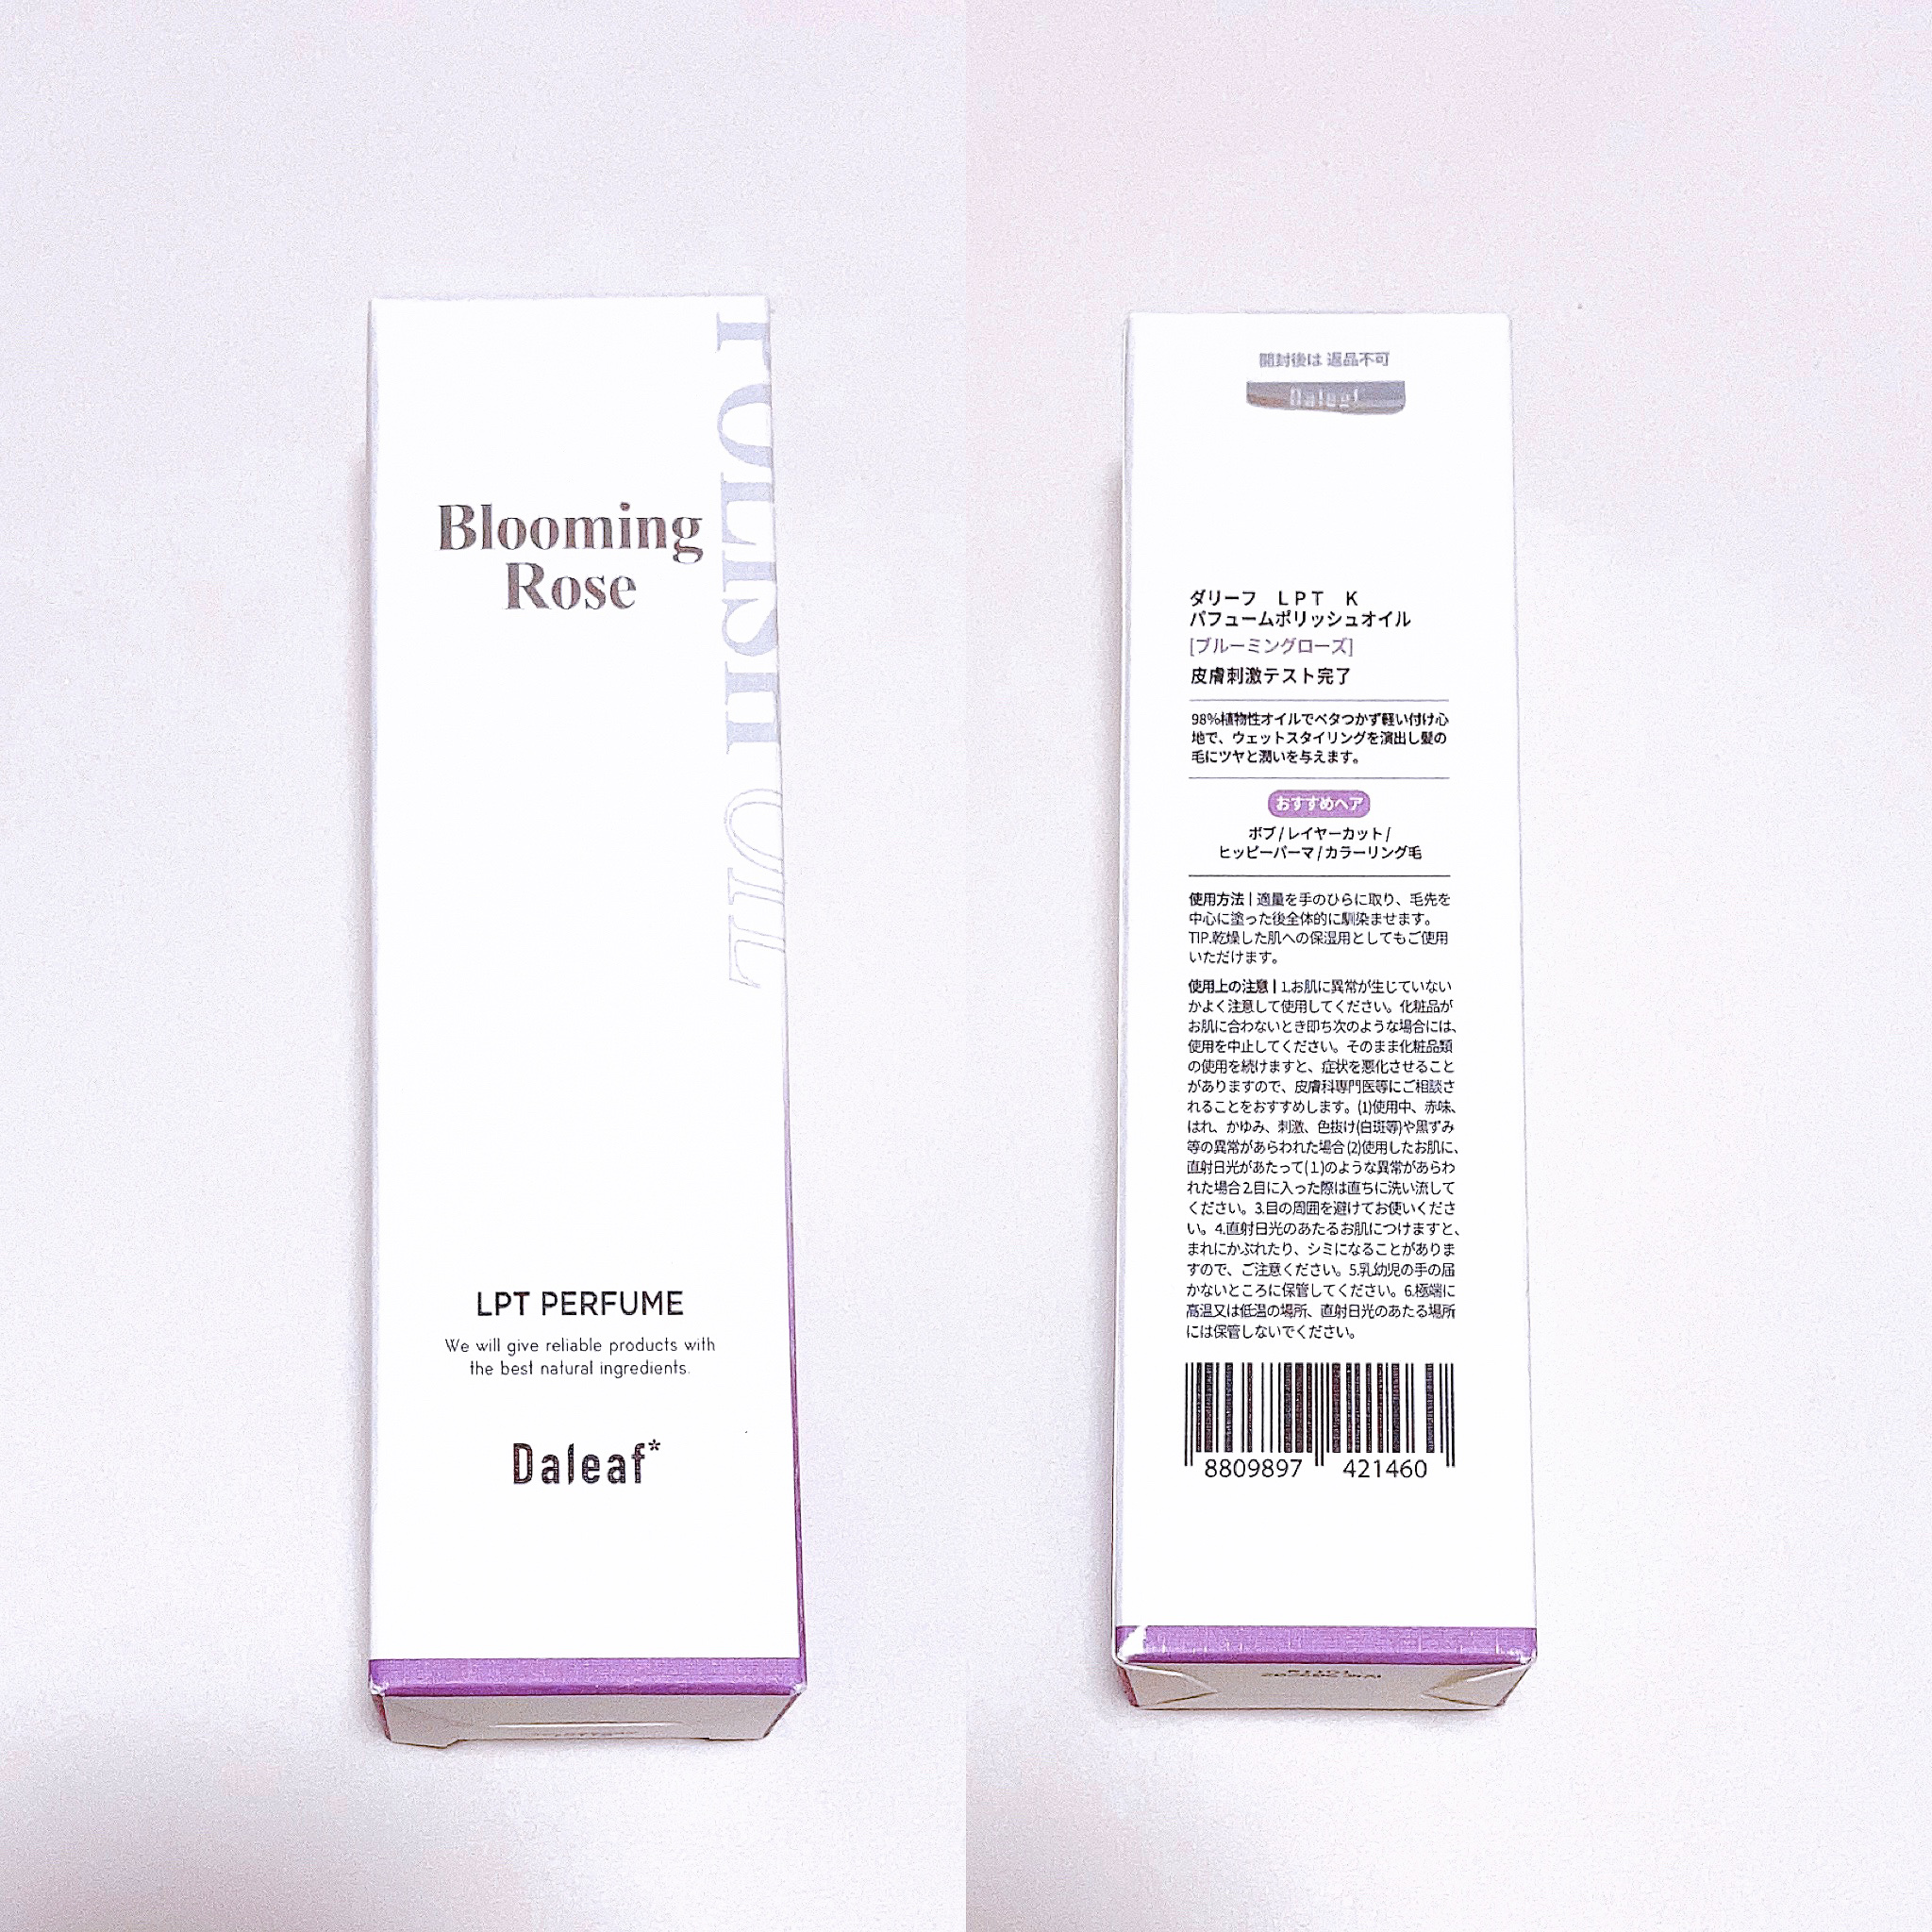 Blooming
Rose
POLISH OIL
LPT PERFUME
We will give reliable products with
the best natural ingredients.
Daleaf*
開封後は 返品不可
Daleaf
ダリーフ　ＬＰＴ　Ｋ
パフュームポリッシュオイル
[ブルーミングローズ]
皮膚刺激テスト完了
98%植物性オイルでベタつかず軽い付け心
地で、ウェットスタイリングを演出し髪の
毛にツヤと潤いを与えます。
おすすめヘア
ボブ / レイヤーカット /
ヒッピーパーマ / カラーリング毛
使用方法 | 適量を手のひらに取り、毛先を
中心に塗った後全体的に馴染ませます。
TIP.乾燥した肌への保湿用としてもご使用
いただけます。
使用上の注意 | 1.お肌に異常が生じていない
かよく注意して使用してください。化粧品が
お肌に合わないとき即ち次のような場合には、
使用を中止してください。そのまま化粧品類
の使用を続けますと、症状を悪化させること
がありますので、皮膚科専門医等にご相談さ
れることをおすすめします。(1)使用中、赤味、
はれ、かゆみ、刺激、色抜け(白斑等)や黒ずみ
等の異常があらわれた場合 (2)使用したお肌に、
直射日光があたって(1)のような異常があらわ
れた場合 2.目に入った際は直ちに洗い流して
ください。3.目の周囲を避けてお使いくださ
い。4.直射日光のあたるお肌につけますと、
まれにかぶれたり、シミになることがありま
すので、ご注意ください。5.乳幼児の手の届
かないところに保管してください。6.極端に
高温又は低温の場所、直射日光のあたる場所
には保管しないでください。
8809897 421460